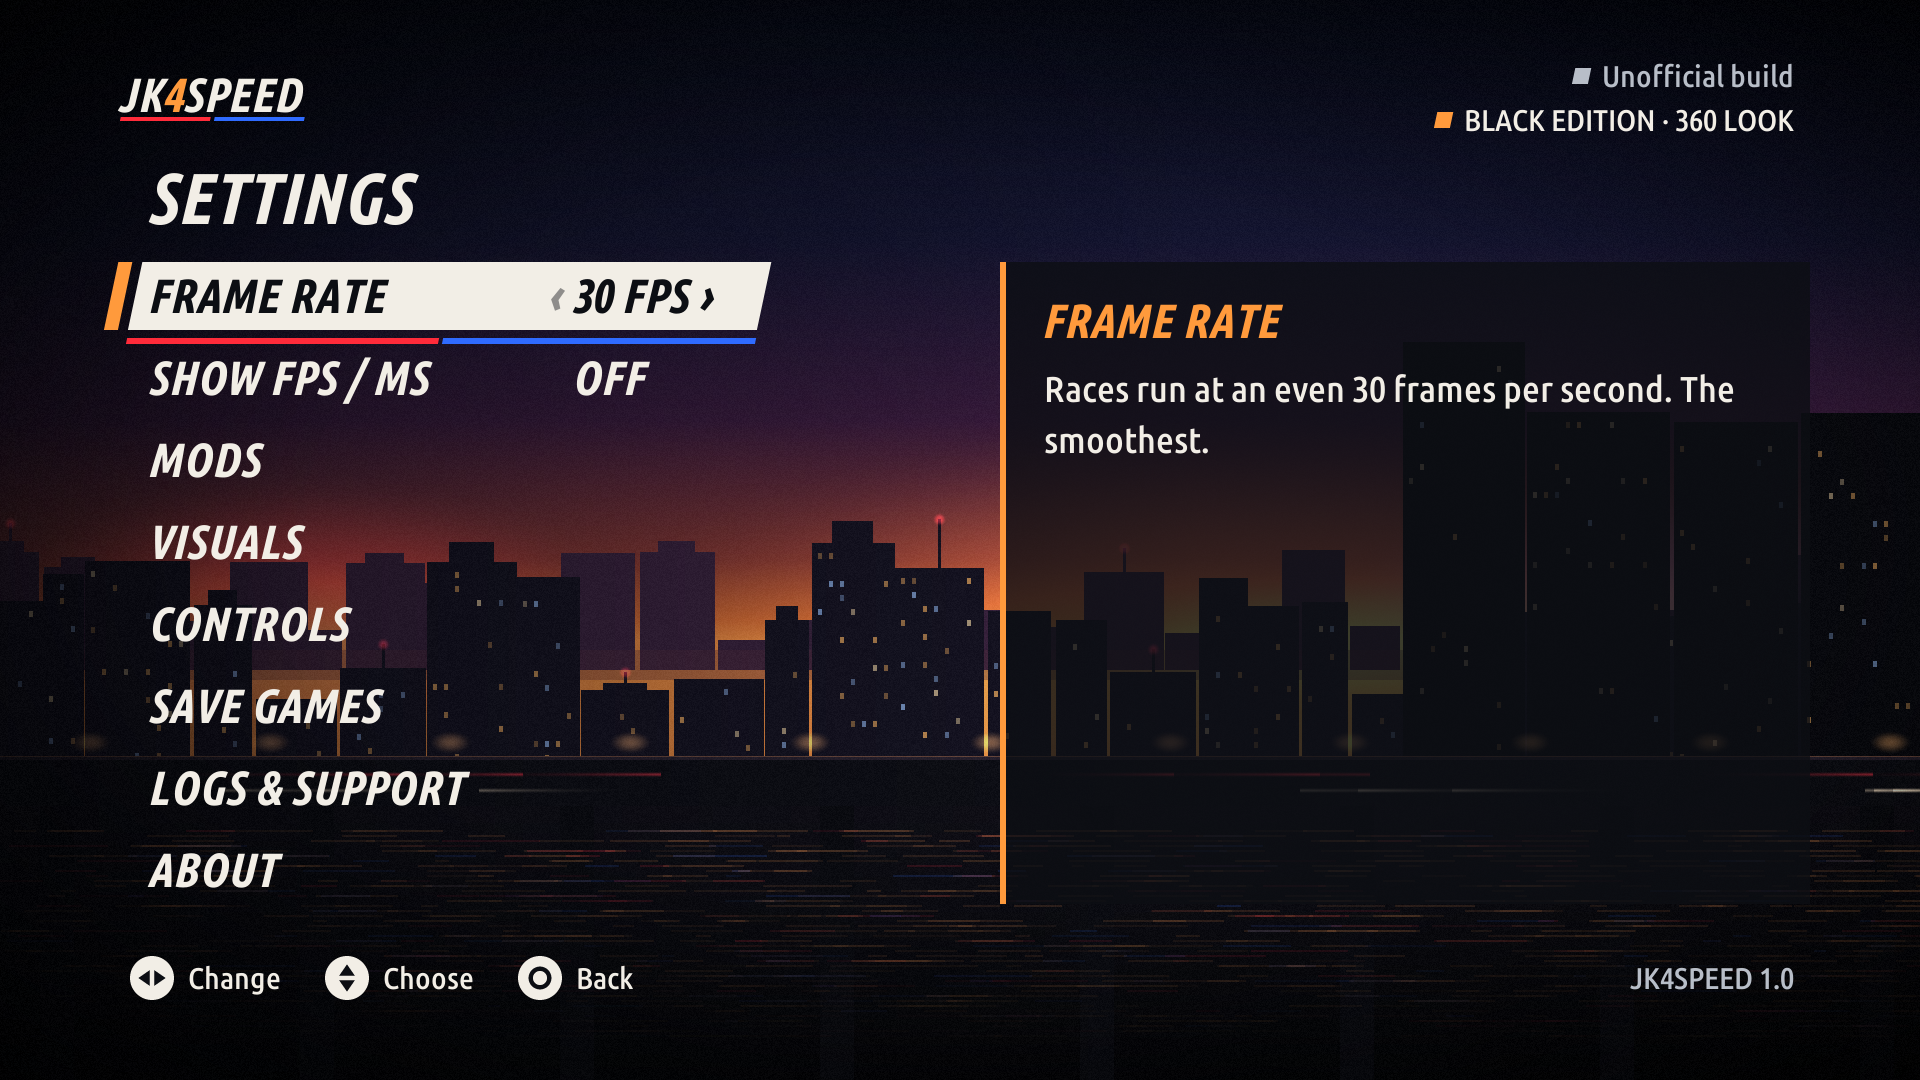 JK4SPEED
Unofficial build
BLACK EDITION · 360 LOOK
SETTINGS
FRAME RATE ‹ 30 FPS ›
SHOW FPS / MS OFF
MODS
VISUALS
CONTROLS
SAVE GAMES
LOGS & SUPPORT
ABOUT
FRAME RATE
Races run at an even 30 frames per second. The
smoothest.
Change Choose Back
JK4SPEED 1.0